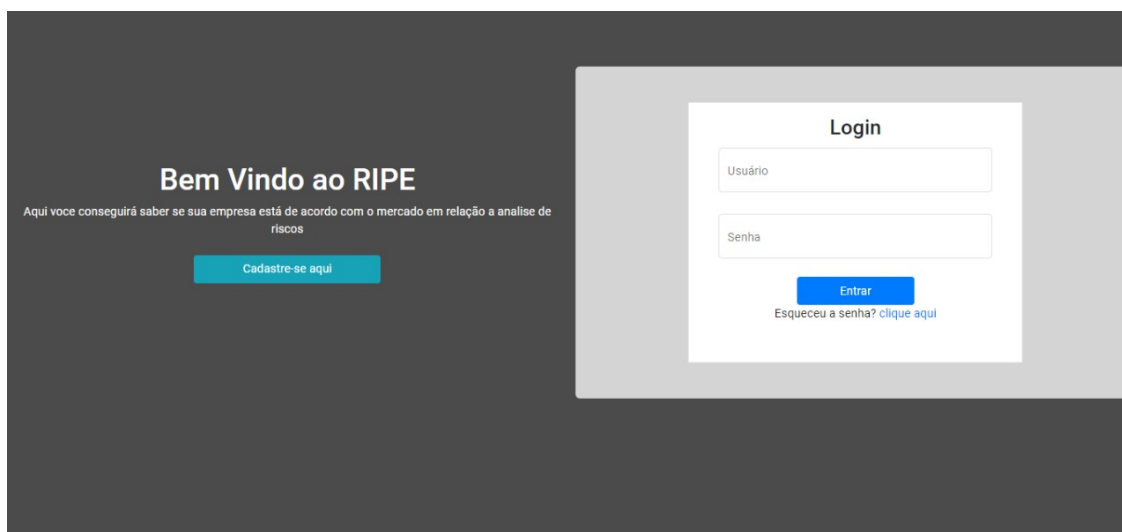 Bem Vindo ao RIPE
Aqui voce conseguirá saber se sua empresa está de acordo com o mercado em relação a analise de
riscos
Cadastre-se aqui
Login
Usuário
Senha
Entrar
Esqueceu a senha? clique aqui